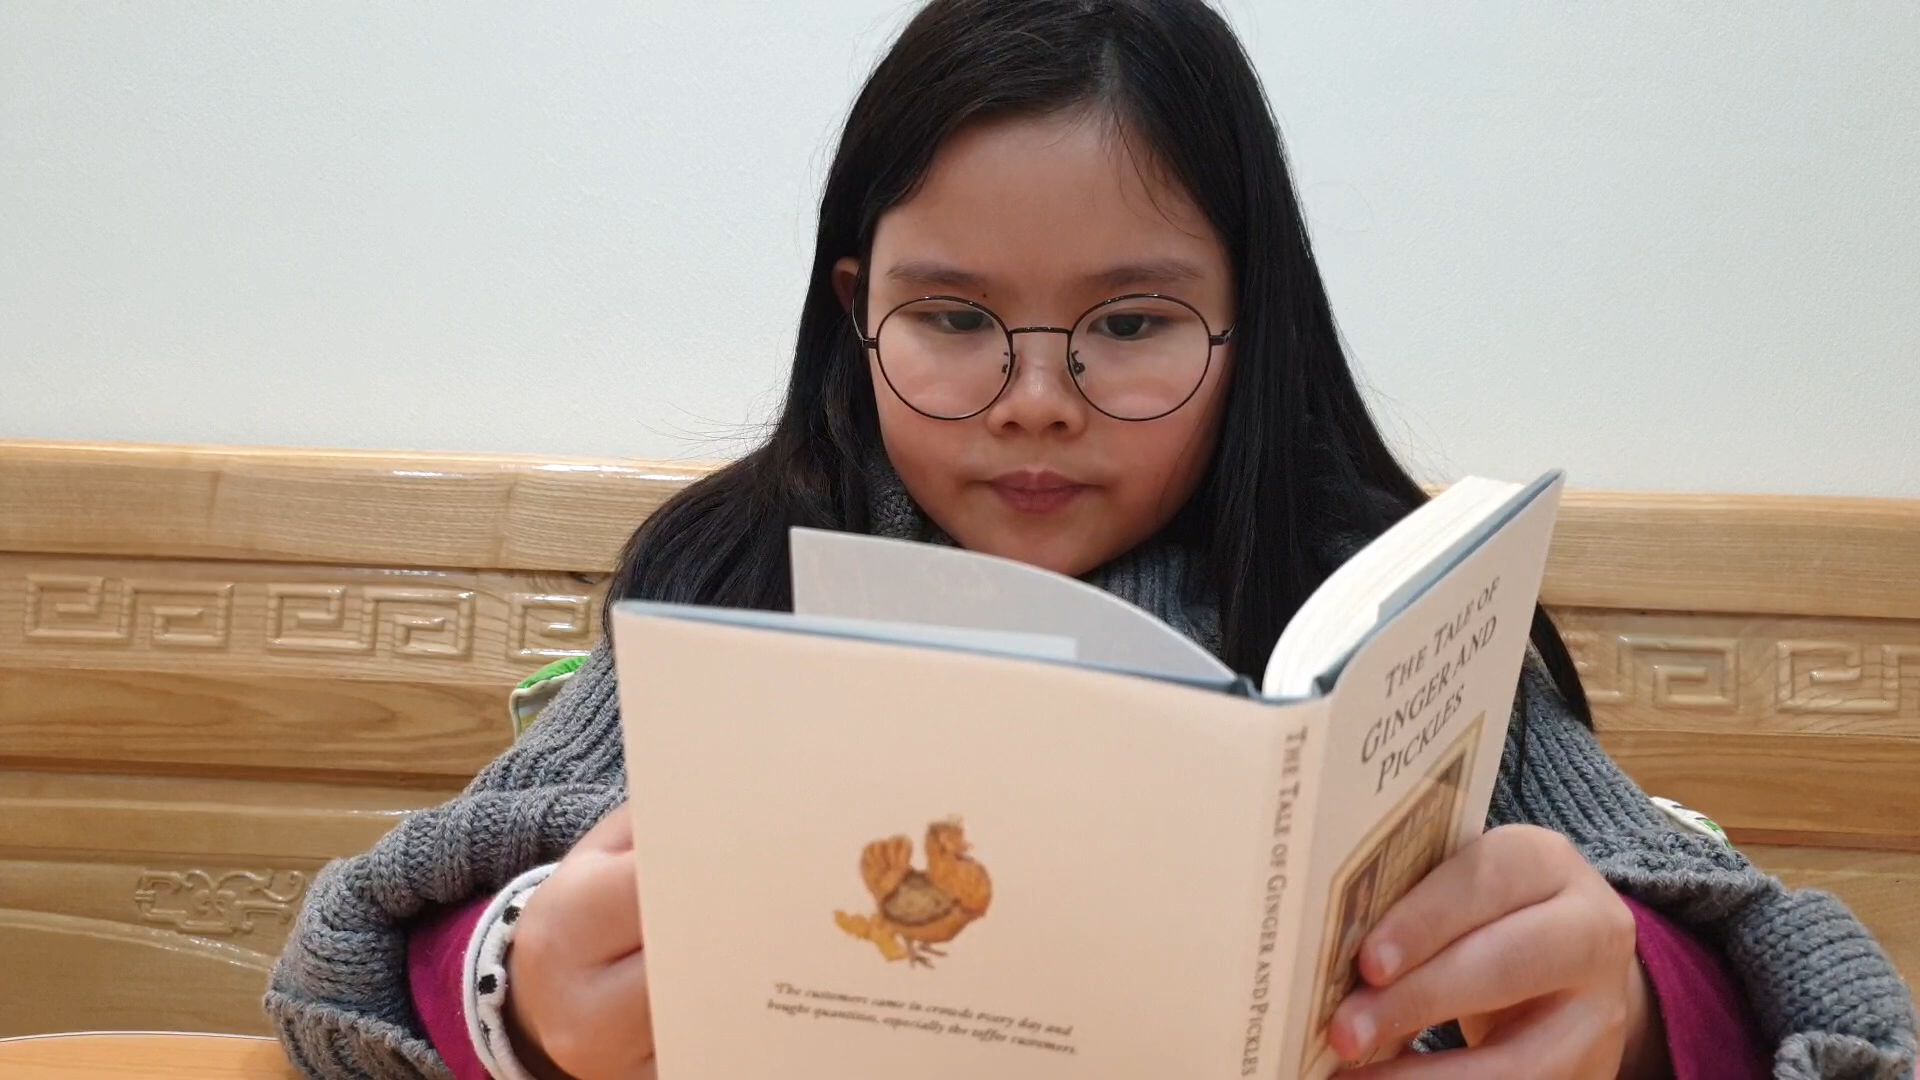 'The customers came in crowds every day and
bought quantities, especially the toffee customers.
THE TALE OF GINGER AND PICKLES
THE TALE OF
GINGER AND
PICKLES